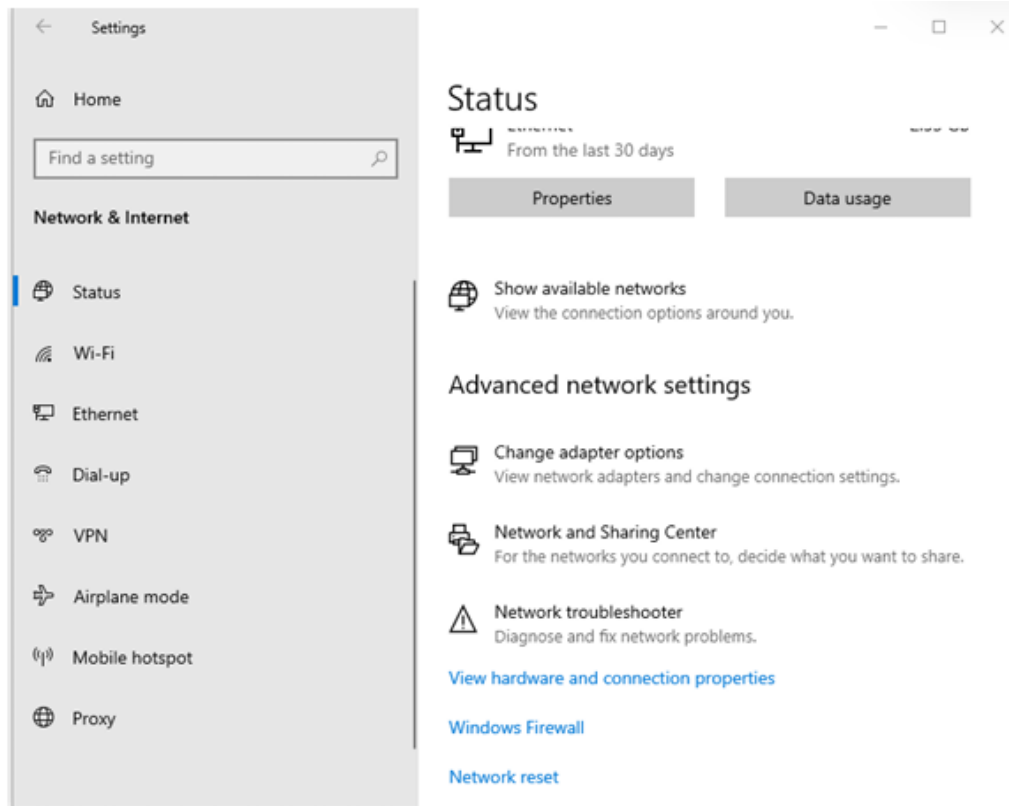 Settings
Home
Find a setting
Network & Internet
Status
Wi-Fi
Ethernet
Dial-up
VPN
Airplane mode
Mobile hotspot
Proxy
Status
From the last 30 days
Properties
Data usage
Show available networks
View the connection options around you.
Advanced network settings
Change adapter options
View network adapters and change connection settings.
Network and Sharing Center
For the networks you connect to, decide what you want to share.
Network troubleshooter
Diagnose and fix network problems.
View hardware and connection properties
Windows Firewall
Network reset